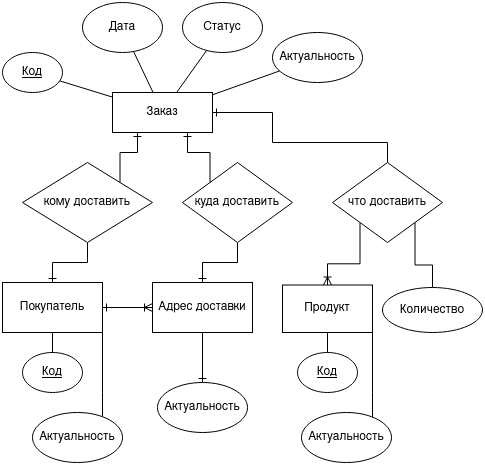 Дата
Статус
Актуальность
Код
Заказ
кому доставить
куда доставить
что доставить
Покупатель
Адрес доставки
Продукт
Количество
Код
Код
Актуальность
Актуальность
Актуальность